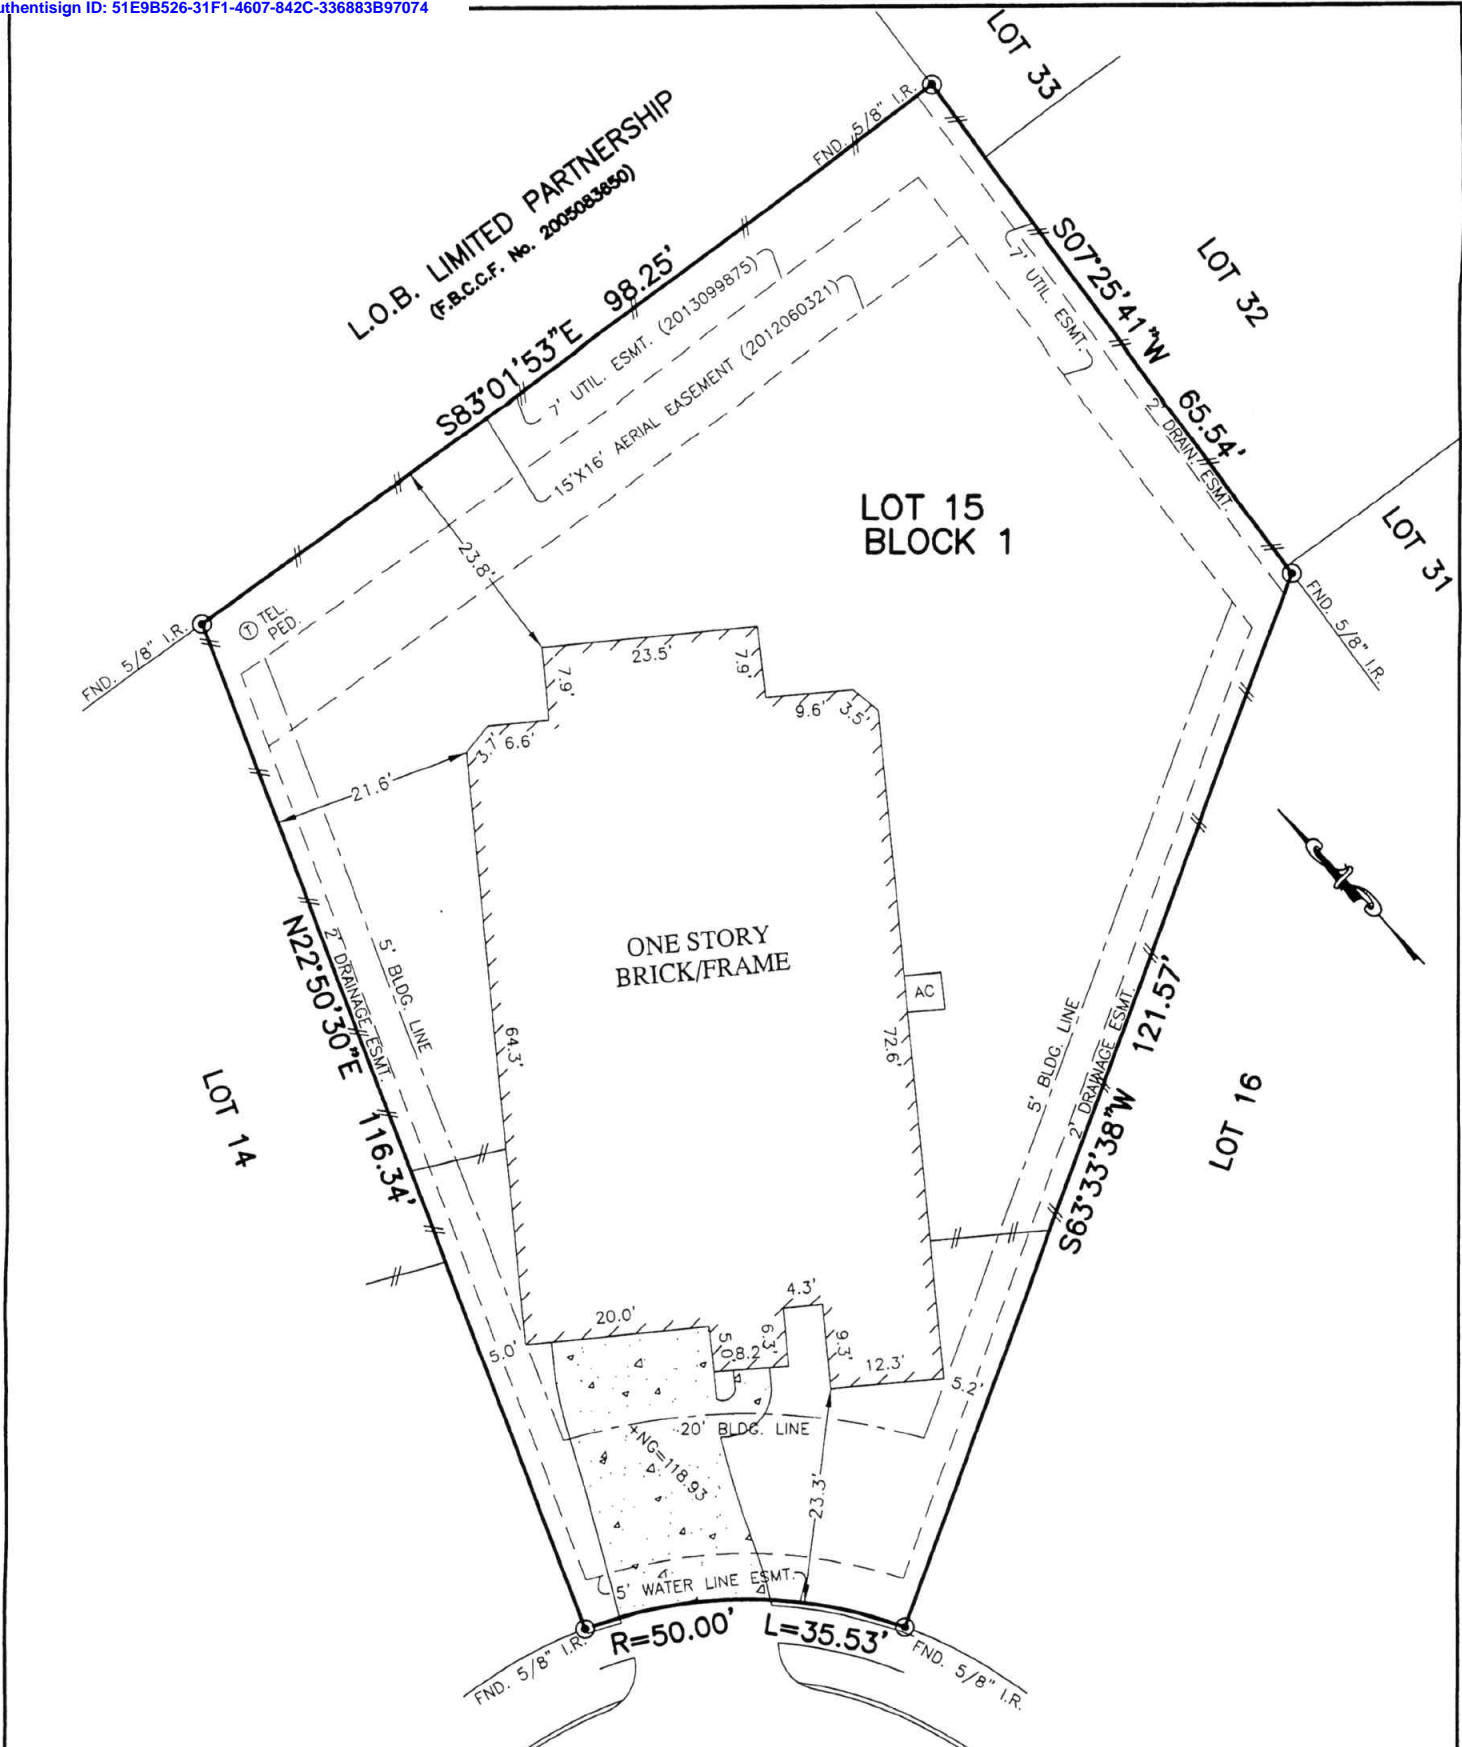 uthentisign ID: 51E9B526-31F1-4607-842C-336883B97074
LOT 33
L.O.B. LIMITED PARTNERSHIP
(F.B.C.C.F. No. 2005083650)
FND. 5/8" I.R.
S83°01'53"E 98.25'
7' UTIL. ESMT. (2013099875)
15'X16' AERIAL EASEMENT (2012060321)
S07°25'41"W 65.54'
7' UTIL. ESMT.
2' DRAIN. ESMT.
LOT 32
LOT 15
BLOCK 1
LOT 31
FND. 5/8" I.R.
23.8'
T
TEL.
PED.
FND. 5/8" I.R.
23.5'
7.9'
7.9'
9.6'
3.5'
3.7'
6.6'
21.6'
ONE STORY
BRICK/FRAME
AC
N22°50'30"E 116.34'
2' DRAINAGE ESMT.
5' BLDG. LINE
64.3'
72.6'
5' BLDG. LINE
2' DRAINAGE ESMT.
S63°33'38"W 121.57'
LOT 14
LOT 16
4.3'
20.0'
5.0'
5.0'
8.2'
6.3'
9.3'
12.3'
5.2'
20' BLDG. LINE
NG=118.93
23.3'
5' WATER LINE ESMT.
R=50.00' L=35.53'
FND. 5/8" I.R.
FND. 5/8" I.R.